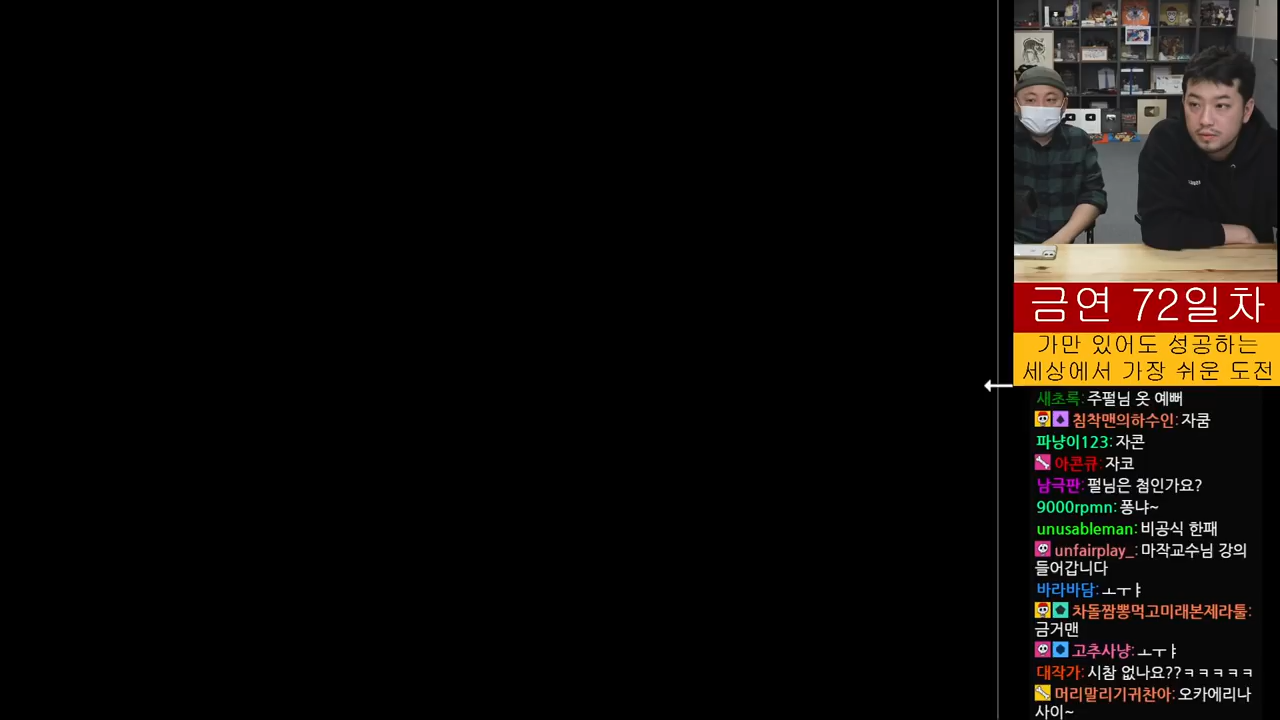 금연 72일차
가만 있어도 성공하는
세상에서 가장 쉬운 도전
새초록: 주펄님 옷 예뻐
침착맨의하수인: 자쿰
파냥이123: 자콘
아콘큐: 자코
남극판: 펄님은 첨인가요?
9000rpmn: 퐁냐~
unusableman: 비공식 한패
unfairplay_: 마작교수님 강의
들어갑니다
바라바담: ㅗㅜㅑ
차돌짬뽕먹고미래본제라툴:
금거맨
고추사냥: ㅗㅜㅑ
대작가: 시참 없나요??ㅋㅋㅋㅋㅋ
머리말리기귀찬아: 오카에리나
사이~